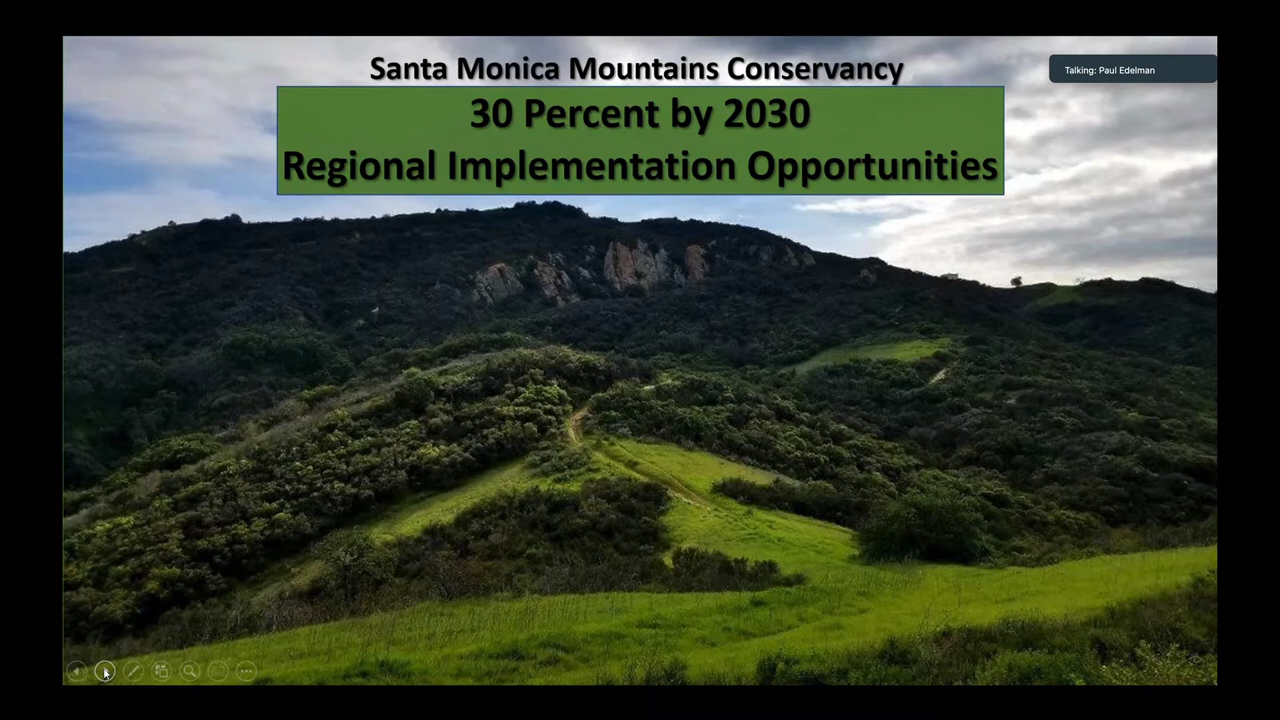 Santa Monica Mountains Conservancy
Talking: Paul Edelman
30 Percent by 2030
Regional Implementation Opportunities